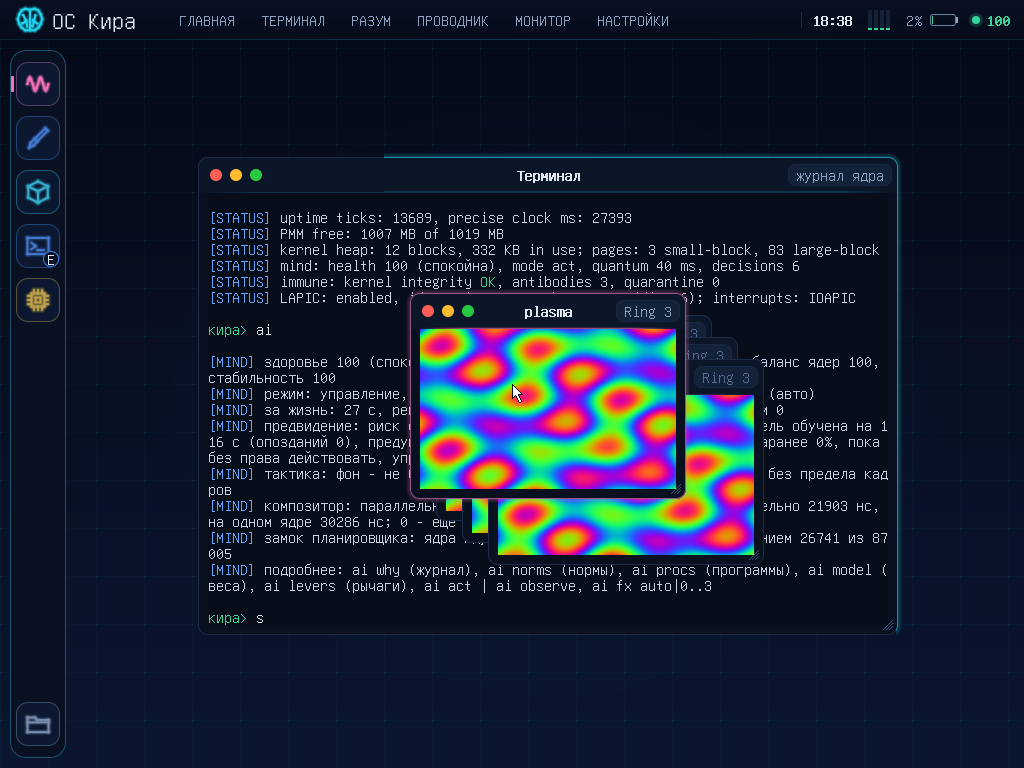 ОС Кира
ГЛАВНАЯ ТЕРМИНАЛ РАЗУМ ПРОВОДНИК МОНИТОР НАСТРОЙКИ
18:38 2% 100
E
Терминал
журнал ядра
[STATUS] uptime ticks: 13689, precise clock ms: 27393
[STATUS] PMM free: 1007 MB of 1019 MB
[STATUS] kernel heap: 12 blocks, 332 KB in use; pages: 3 small-block, 83 large-block
[STATUS] mind: health 100 (спокойна), mode act, quantum 40 ms, decisions 6
[STATUS] immune: kernel integrity OK, antibodies 3, quarantine 0
[STATUS] LAPIC: enabled, ); interrupts: IOAPIC
plasma
Ring 3
ing 3
Ring 3
кира> ai
[MIND] здоровье 100 баланс ядер 100,
стабильность 100
[MIND] режим: управление, (авто)
[MIND] за жизнь: 27 с, 0
[MIND] предвидение: риск обучена на 1
16 с (опозданий 0), 0%, пока
без права действовать,
[MIND] тактика: фон - не без предела кад
ров
[MIND] композитор: 21903 нс,
на одном ядре 30286 нс; 0 - еще
[MIND] замок планировщика: ядра 26741 из 87
005
[MIND] подробнее: ai why (журнал), ai norms (нормы), ai procs (программы), ai model (
веса), ai levers (рычаги), ai act | ai observe, ai fx auto|0..3
кира> s